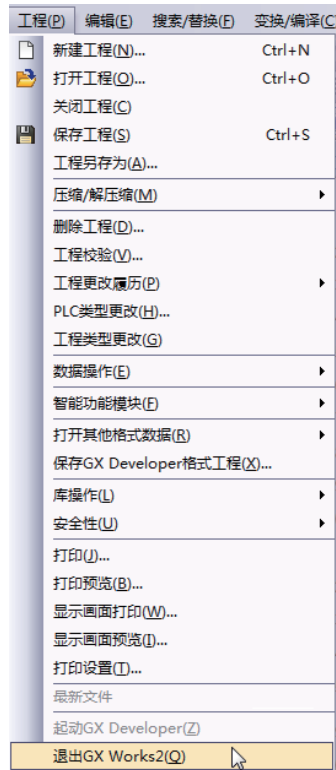 工程(P) 编辑(E) 搜索/替换(F) 变换/编译(C
新建工程(N)... Ctrl+N
打开工程(O)... Ctrl+O
关闭工程(C)
保存工程(S) Ctrl+S
工程另存为(A)...
压缩/解压缩(M)
删除工程(D)...
工程校验(V)...
工程更改履历(P)
PLC类型更改(H)...
工程类型更改(G)
数据操作(E)
智能功能模块(F)
打开其他格式数据(R)
保存GX Developer格式工程(X)...
库操作(L)
安全性(U)
打印(J)...
打印预览(B)...
显示画面打印(W)...
显示画面预览(I)...
打印设置(T)...
最新文件
起动GX Developer(Z)
退出GX Works2(Q)